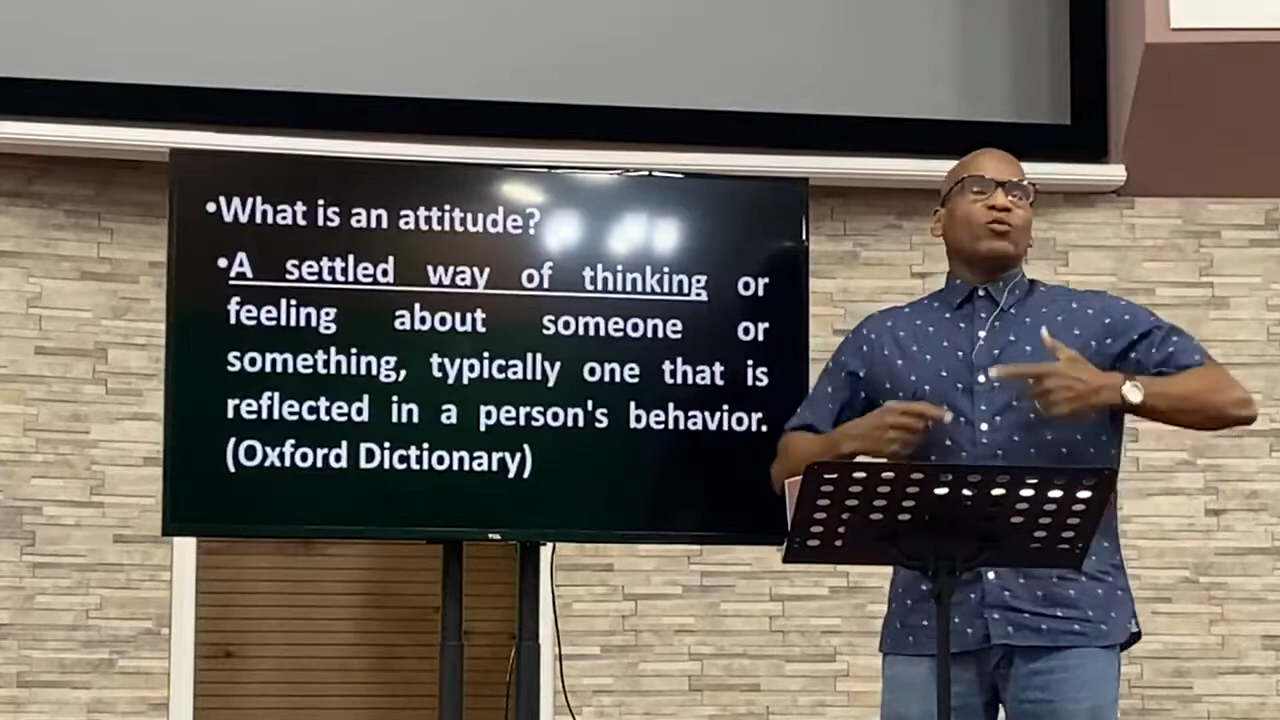 •What is an attitude?
•A settled way of thinking or
feeling about someone or
something, typically one that is
reflected in a person's behavior.
(Oxford Dictionary)
TCL